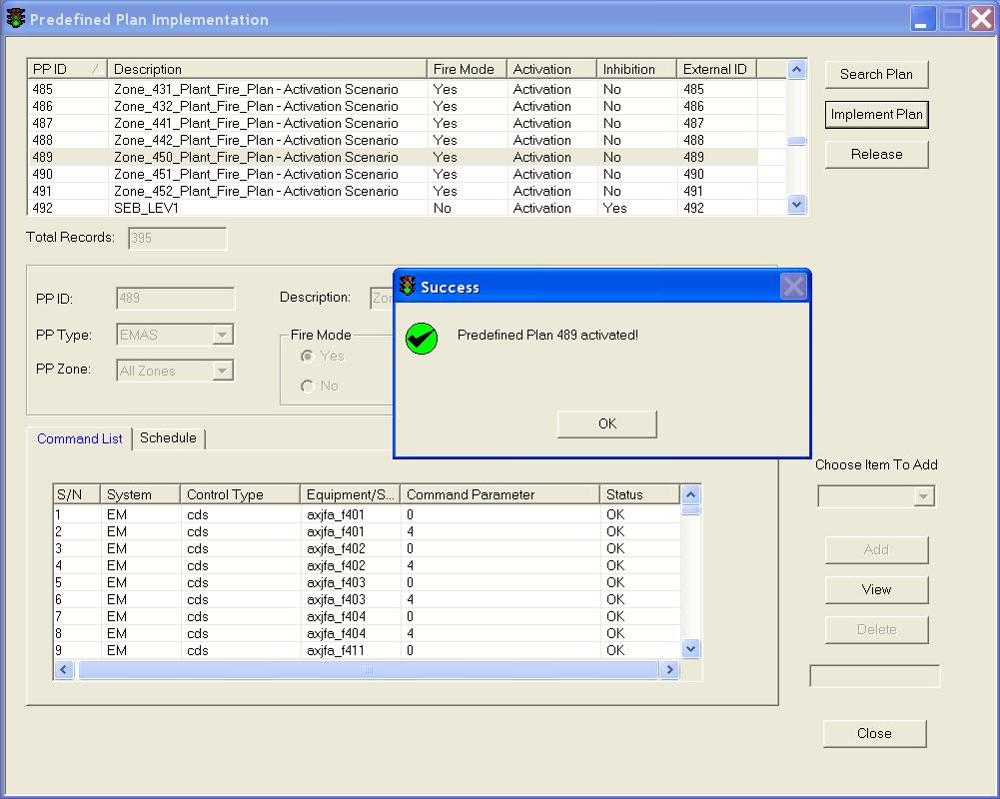 Predefined Plan Implementation
PP ID Description Fire Mode Activation Inhibition External ID
485 Zone_431_Plant_Fire_Plan - Activation Scenario Yes Activation No 485
486 Zone_432_Plant_Fire_Plan - Activation Scenario Yes Activation No 486
487 Zone_441_Plant_Fire_Plan - Activation Scenario Yes Activation No 487
488 Zone_442_Plant_Fire_Plan - Activation Scenario Yes Activation No 488
489 Zone_450_Plant_Fire_Plan - Activation Scenario Yes Activation No 489
490 Zone_451_Plant_Fire_Plan - Activation Scenario Yes Activation No 490
491 Zone_452_Plant_Fire_Plan - Activation Scenario Yes Activation No 491
492 SEB_LEV1 No Activation Yes 492
Search Plan
Implement Plan
Release
Total Records: 395
PP ID: 489 Description: Zon
PP Type: EMAS
PP Zone: All Zones
Fire Mode
Yes
No
Success
Predefined Plan 489 activated!
OK
Command List Schedule
S/N System Control Type Equipment/S... Command Parameter Status
1 EM cds axjfa_f401 0 OK
2 EM cds axjfa_f401 4 OK
3 EM cds axjfa_f402 0 OK
4 EM cds axjfa_f402 4 OK
5 EM cds axjfa_f403 0 OK
6 EM cds axjfa_f403 4 OK
7 EM cds axjfa_f404 0 OK
8 EM cds axjfa_f404 4 OK
9 EM cds axjfa_f411 0 OK
Choose Item To Add
Add
View
Delete
Close